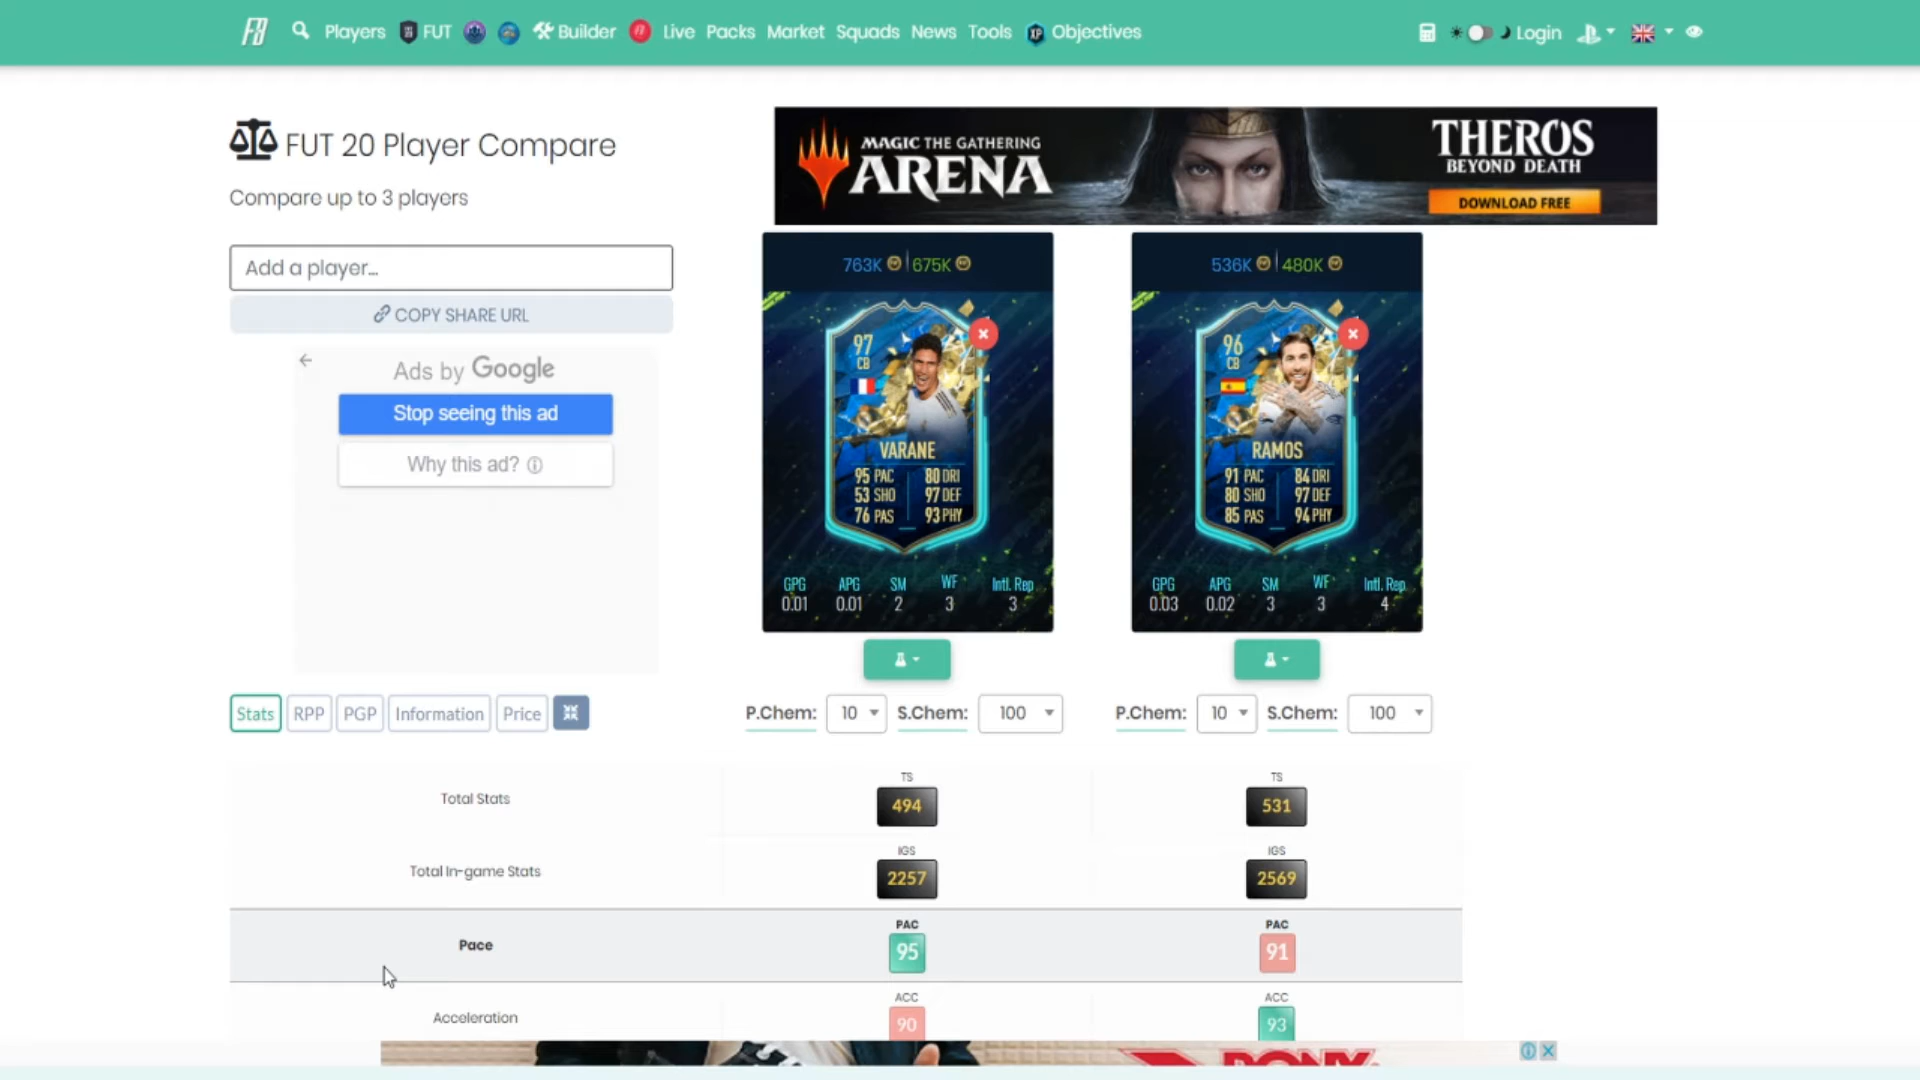 FB Players FUT Builder Live Packs Market Squads News Tools XP Objectives Login
FUT 20 Player Compare
Compare up to 3 players
MAGIC THE GATHERING
ARENA
THEROS
BEYOND DEATH
DOWNLOAD FREE
Add a player...
COPY SHARE URL
Ads by Google
Stop seeing this ad
Why this ad?
763K 675K
97
CB
VARANE
95 PAC 80 DRI
53 SHO 97 DEF
76 PAS 93 PHY
GPG APG SM WF Intl. Rep
0.01 0.01 2 3 3
536K 480K
96
CB
RAMOS
91 PAC 84 DRI
80 SHO 97 DEF
85 PAS 94 PHY
GPG APG SM WF Intl. Rep
0.03 0.02 3 3 4
Stats RPP PGP Information Price
P.Chem: 10 S.Chem: 100 P.Chem: 10 S.Chem: 100
TS TS
Total Stats 494 531
IGS IGS
Total In-game Stats 2257 2569
PAC PAC
Pace 95 91
ACC ACC
Acceleration 90 93
PONY